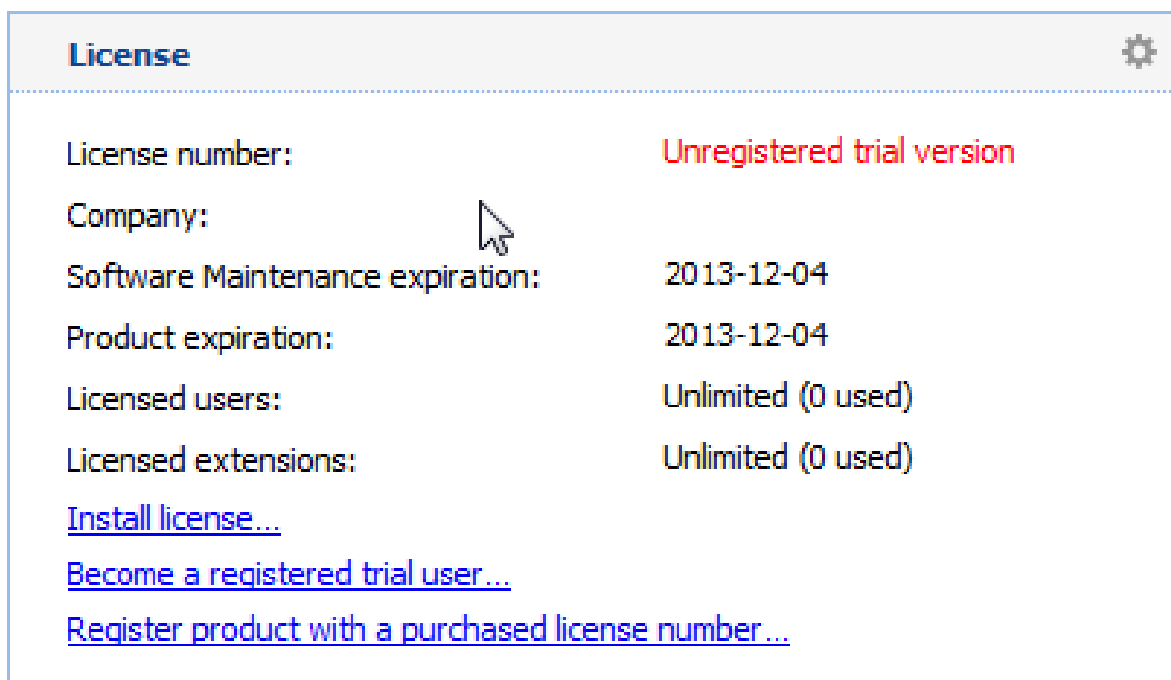 License
License number: Unregistered trial version
Company:
Software Maintenance expiration: 2013-12-04
Product expiration: 2013-12-04
Licensed users: Unlimited (0 used)
Licensed extensions: Unlimited (0 used)
Install license...
Become a registered trial user...
Register product with a purchased license number...